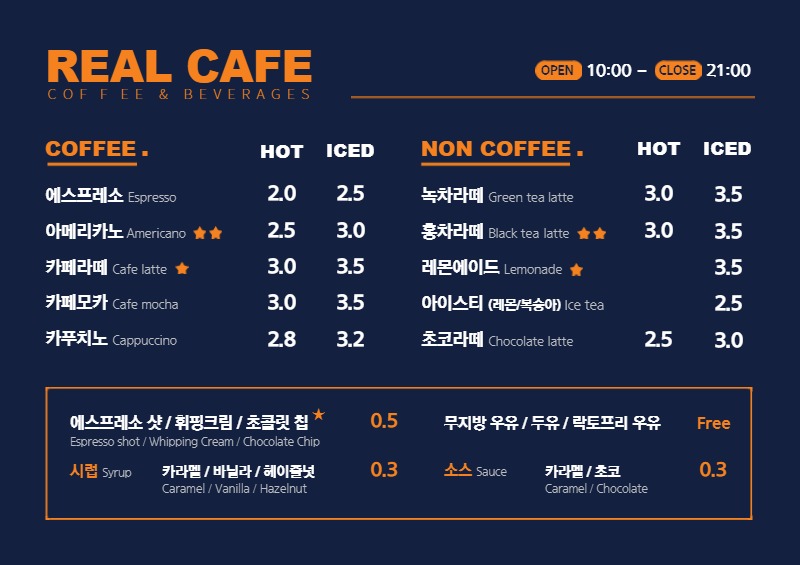 REAL CAFE
COFFEE & BEVERAGES
OPEN 10:00 – CLOSE 21:00
COFFEE . HOT ICED
에스프레소 Espresso 2.0 2.5
아메리카노 Americano ★★ 2.5 3.0
카페라떼 Cafe latte ★ 3.0 3.5
카페모카 Cafe mocha 3.0 3.5
카푸치노 Cappuccino 2.8 3.2
NON COFFEE . HOT ICED
녹차라떼 Green tea latte 3.0 3.5
홍차라떼 Black tea latte ★★ 3.0 3.5
레몬에이드 Lemonade ★ 3.5
아이스티 (레몬/복숭아) Ice tea 2.5
초코라떼 Chocolate latte 2.5 3.0
에스프레소 샷 / 휘핑크림 / 초콜릿 칩 ★ 0.5
Espresso shot / Whipping Cream / Chocolate Chip
시럽 Syrup 카라멜 / 바닐라 / 헤이즐넛 0.3
Caramel / Vanilla / Hazelnut
무지방 우유 / 두유 / 락토프리 우유 Free
소스 Sauce 카라멜 / 초코 0.3
Caramel / Chocolate